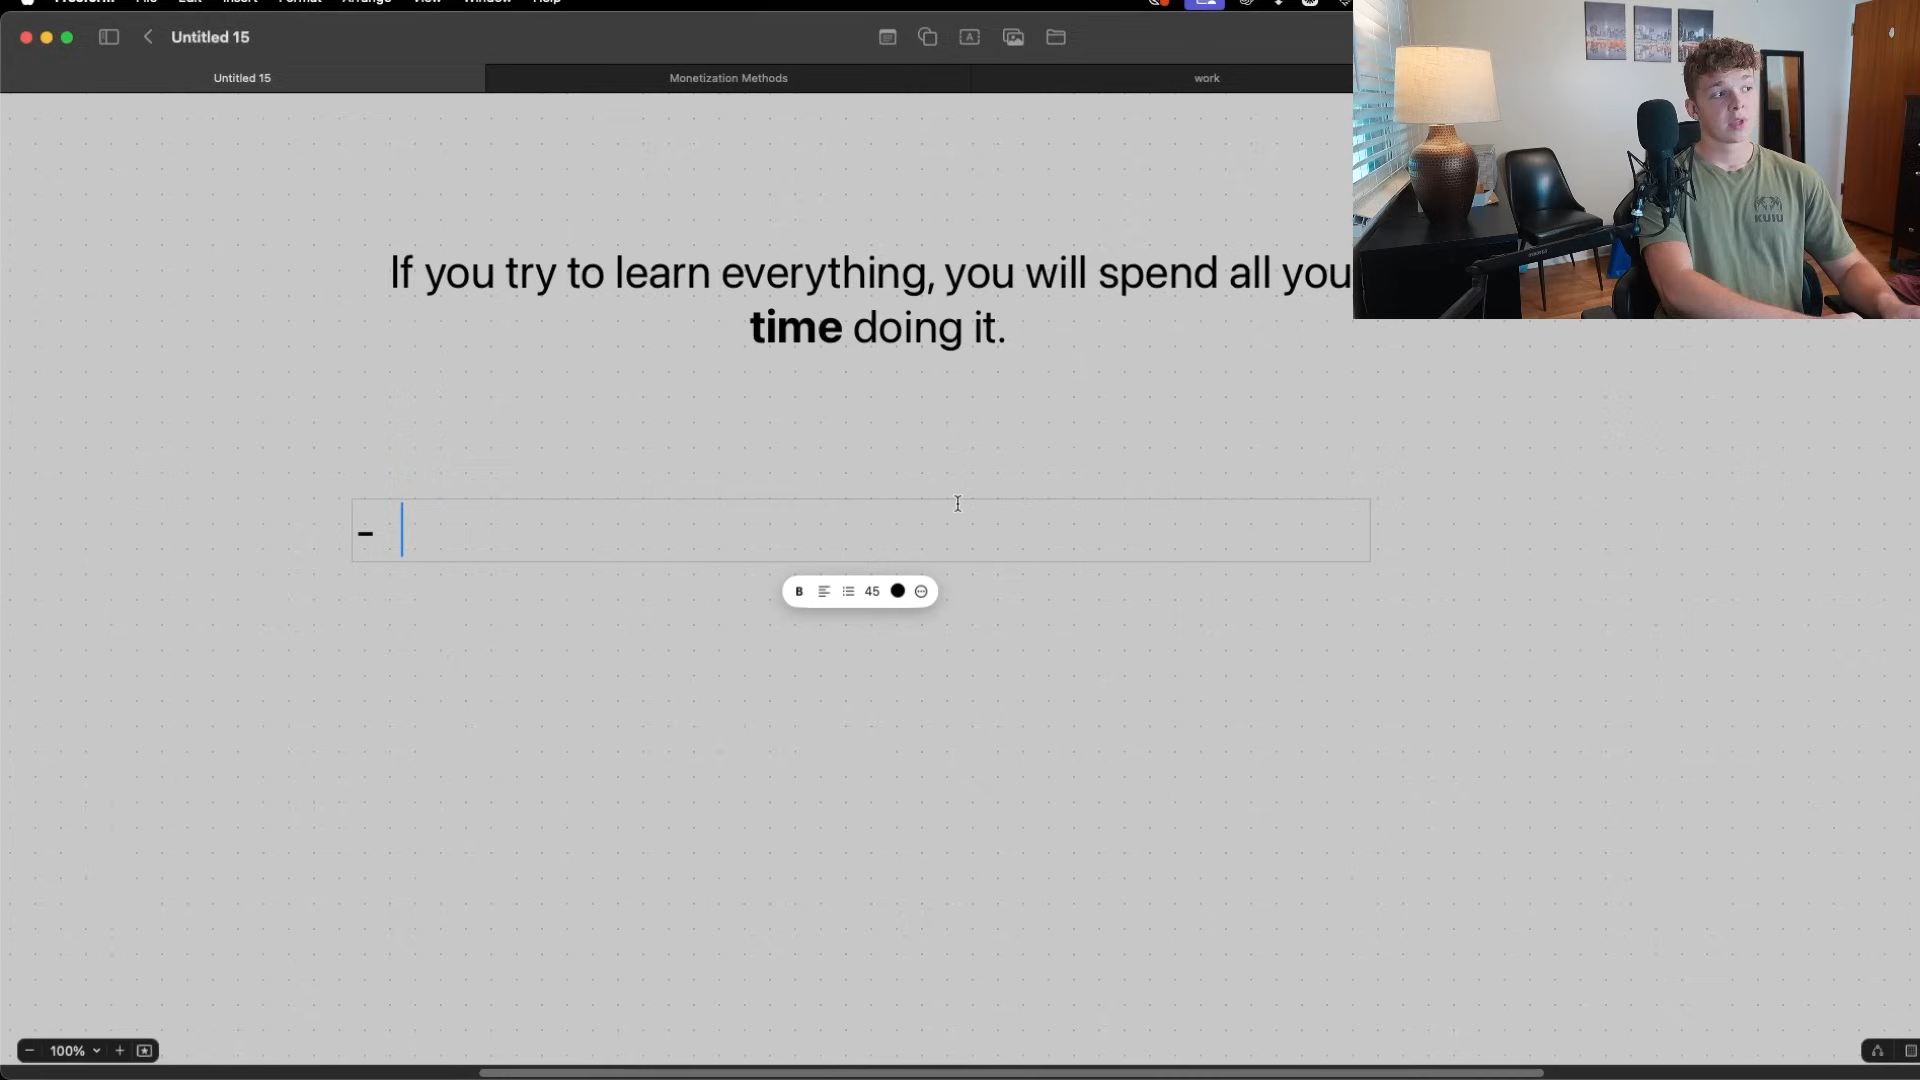 Untitled 15
Untitled 15
Monetization Methods
work
If you try to learn everything, you will spend all you
time doing it.
–
B
45
100%
KUIU